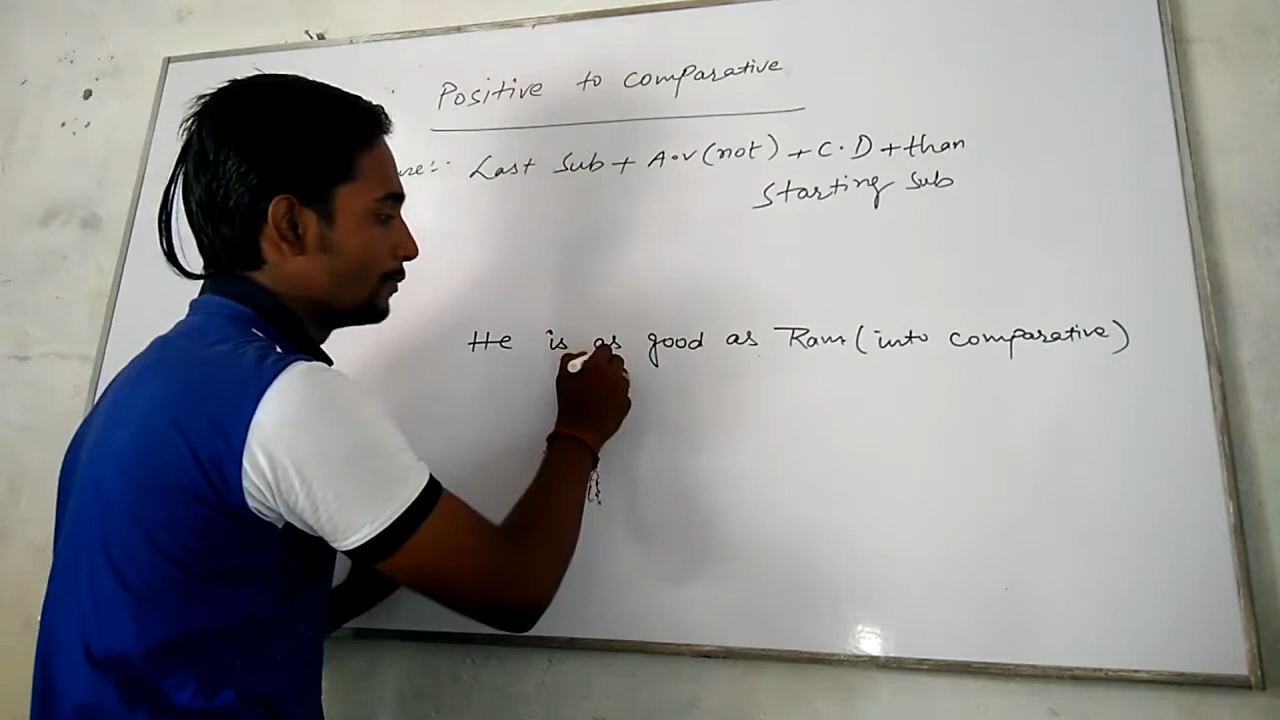 Positive to comparative
Last Sub + A.V (not) + C.D + than
Starting Sub
He is as good as Ram (into comparative)